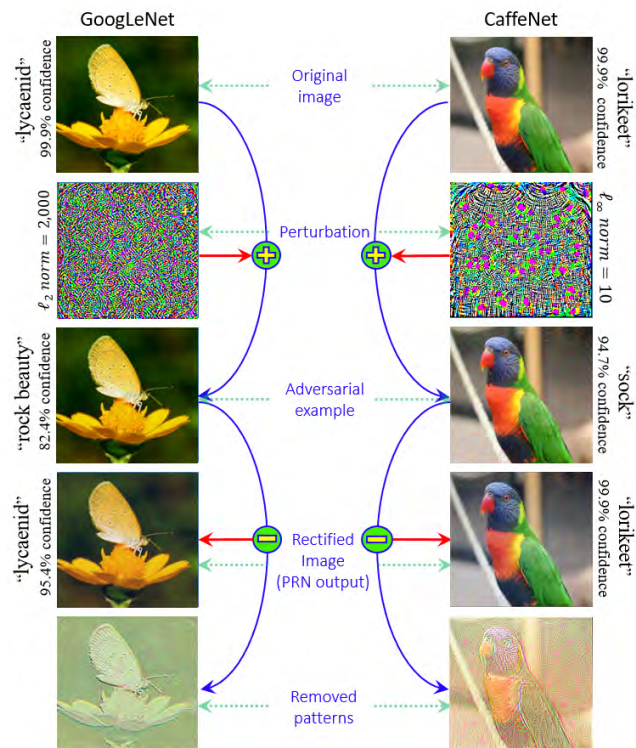 GoogLeNet
CaffeNet
"lycaenid"
99.9% confidence
Original
image
"lorikeet"
99.9% confidence
ℓ₂ norm = 2,000
Perturbation
ℓ∞ norm = 10
"rock beauty"
82.4% confidence
Adversarial
example
"sock"
94.7% confidence
"lycaenid"
95.4% confidence
Rectified
Image
(PRN output)
"lorikeet"
99.9% confidence
Removed
patterns